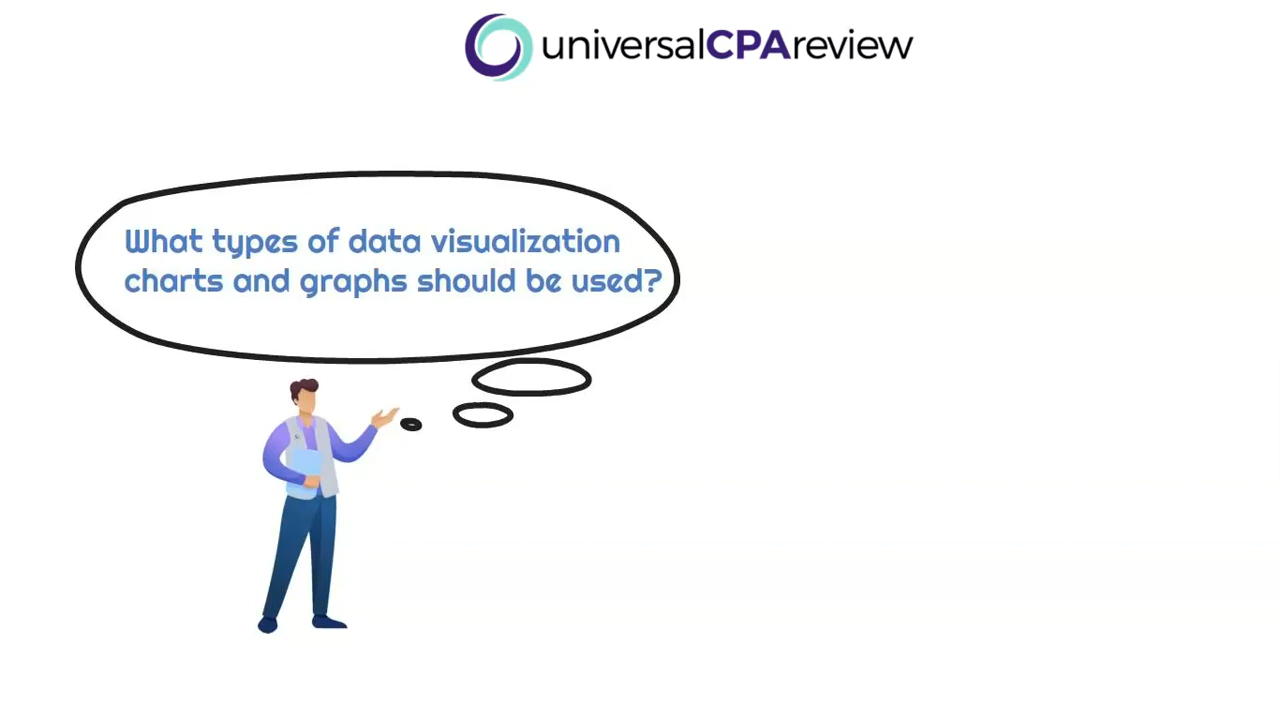 universalCPAreview
What types of data visualization
charts and graphs should be used?